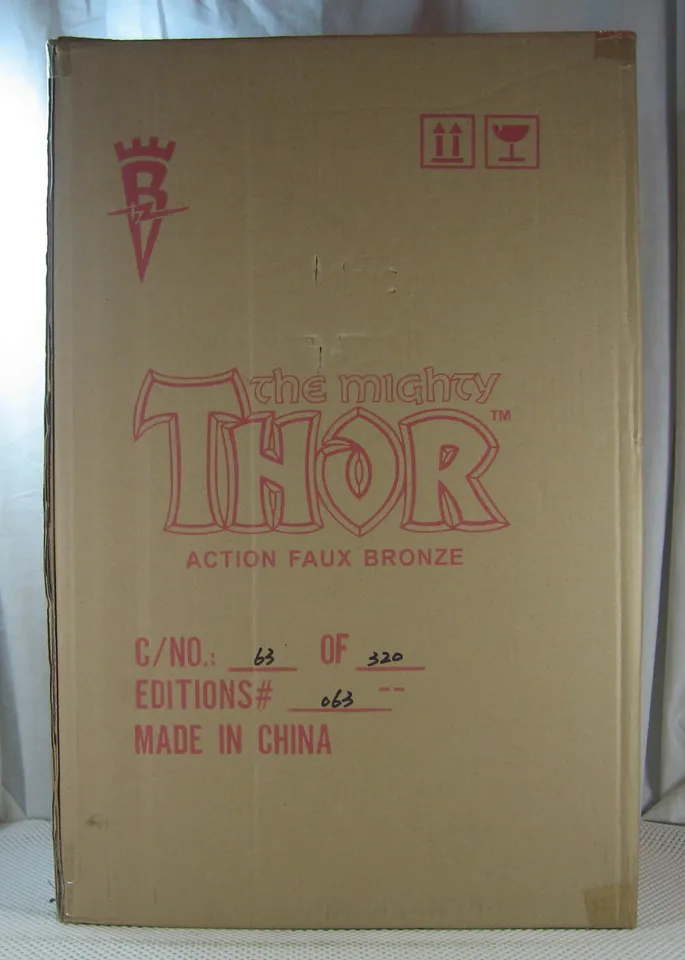 B
the mighty
THOR™
ACTION FAUX BRONZE
C/NO.: 63 OF 320
EDITIONS# 063 --
MADE IN CHINA